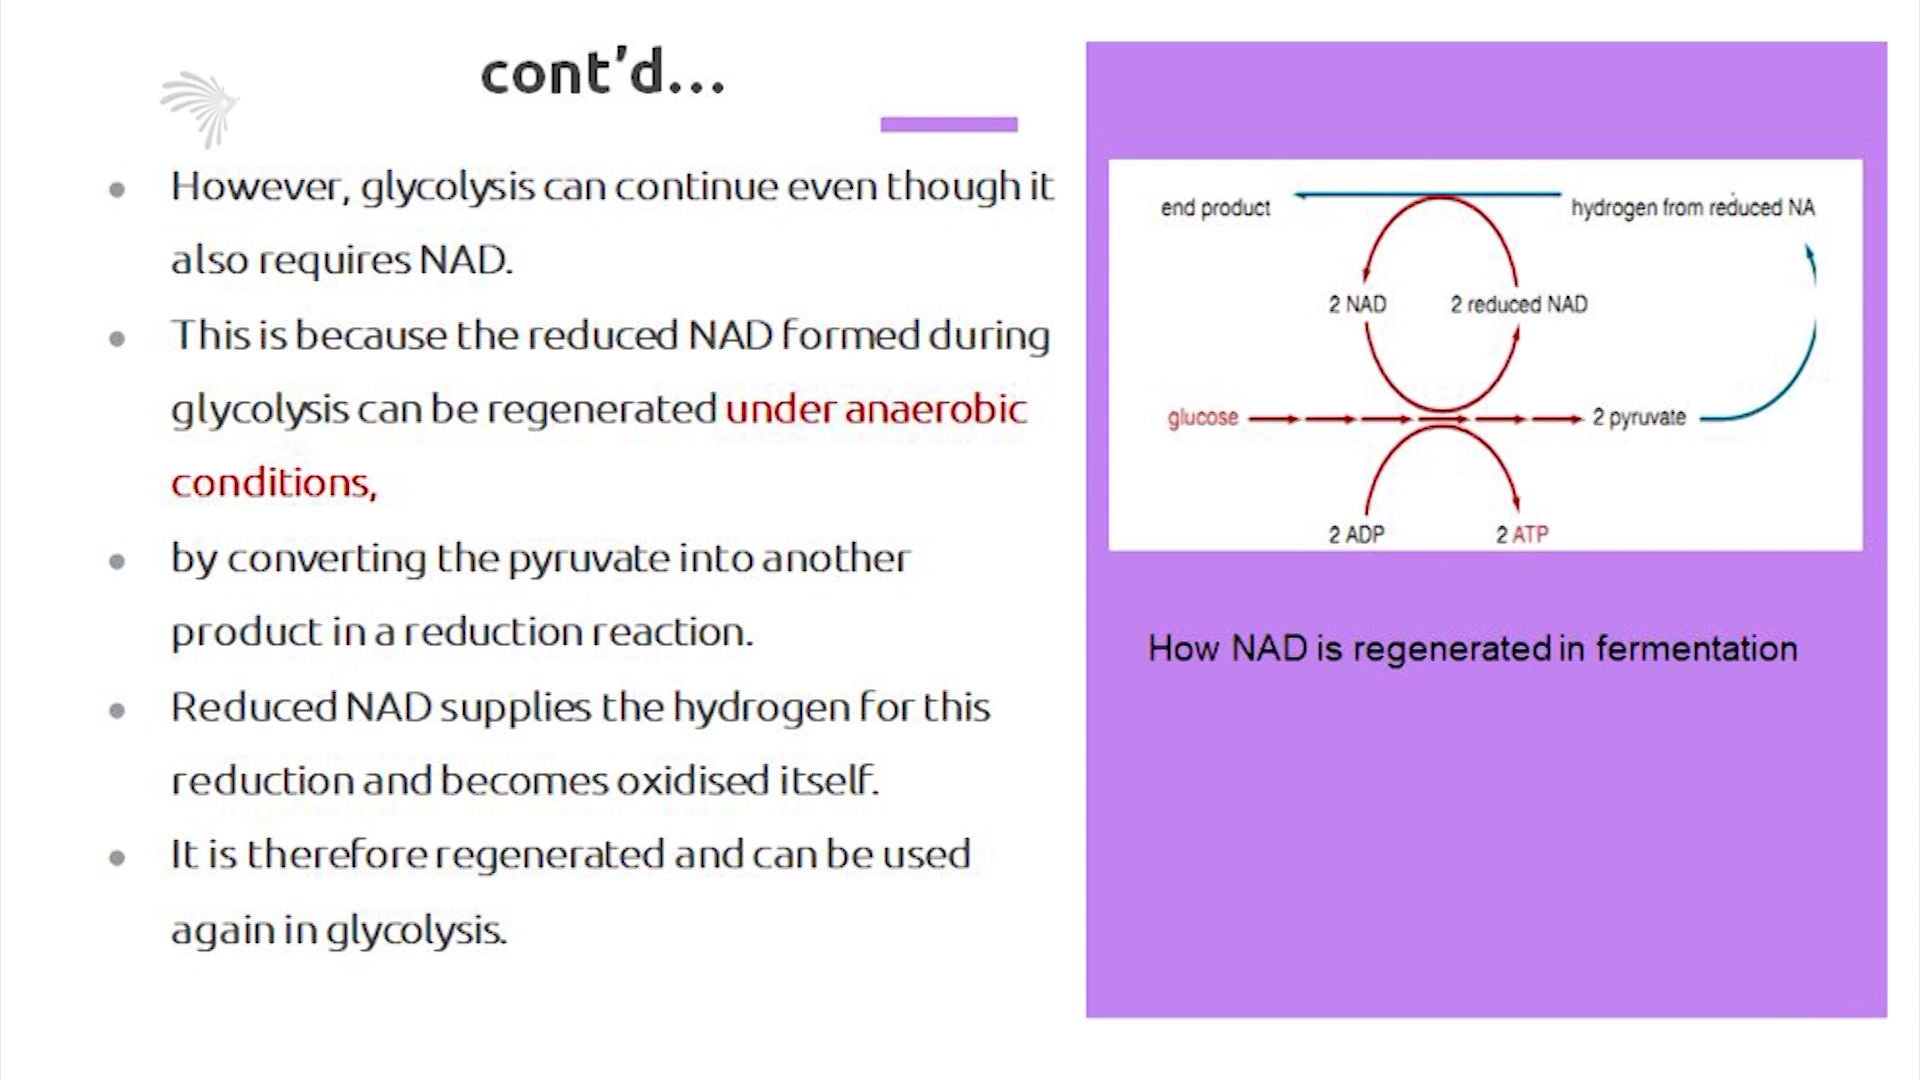 cont’d...
However, glycolysis can continue even though it
also requires NAD.
This is because the reduced NAD formed during
glycolysis can be regenerated under anaerobic
conditions,
by converting the pyruvate into another
product in a reduction reaction.
Reduced NAD supplies the hydrogen for this
reduction and becomes oxidised itself.
It is therefore regenerated and can be used
again in glycolysis.
end product
hydrogen from reduced NA
2 NAD
2 reduced NAD
glucose
2 pyruvate
2 ADP
2 ATP
How NAD is regenerated in fermentation